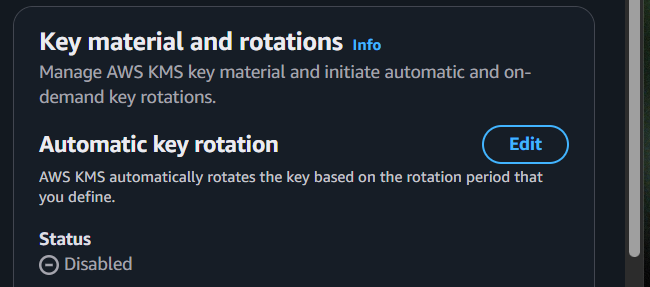 Key material and rotations Info
Manage AWS KMS key material and initiate automatic and on-
demand key rotations.
Automatic key rotation Edit
AWS KMS automatically rotates the key based on the rotation period that
you define.
Status
Disabled